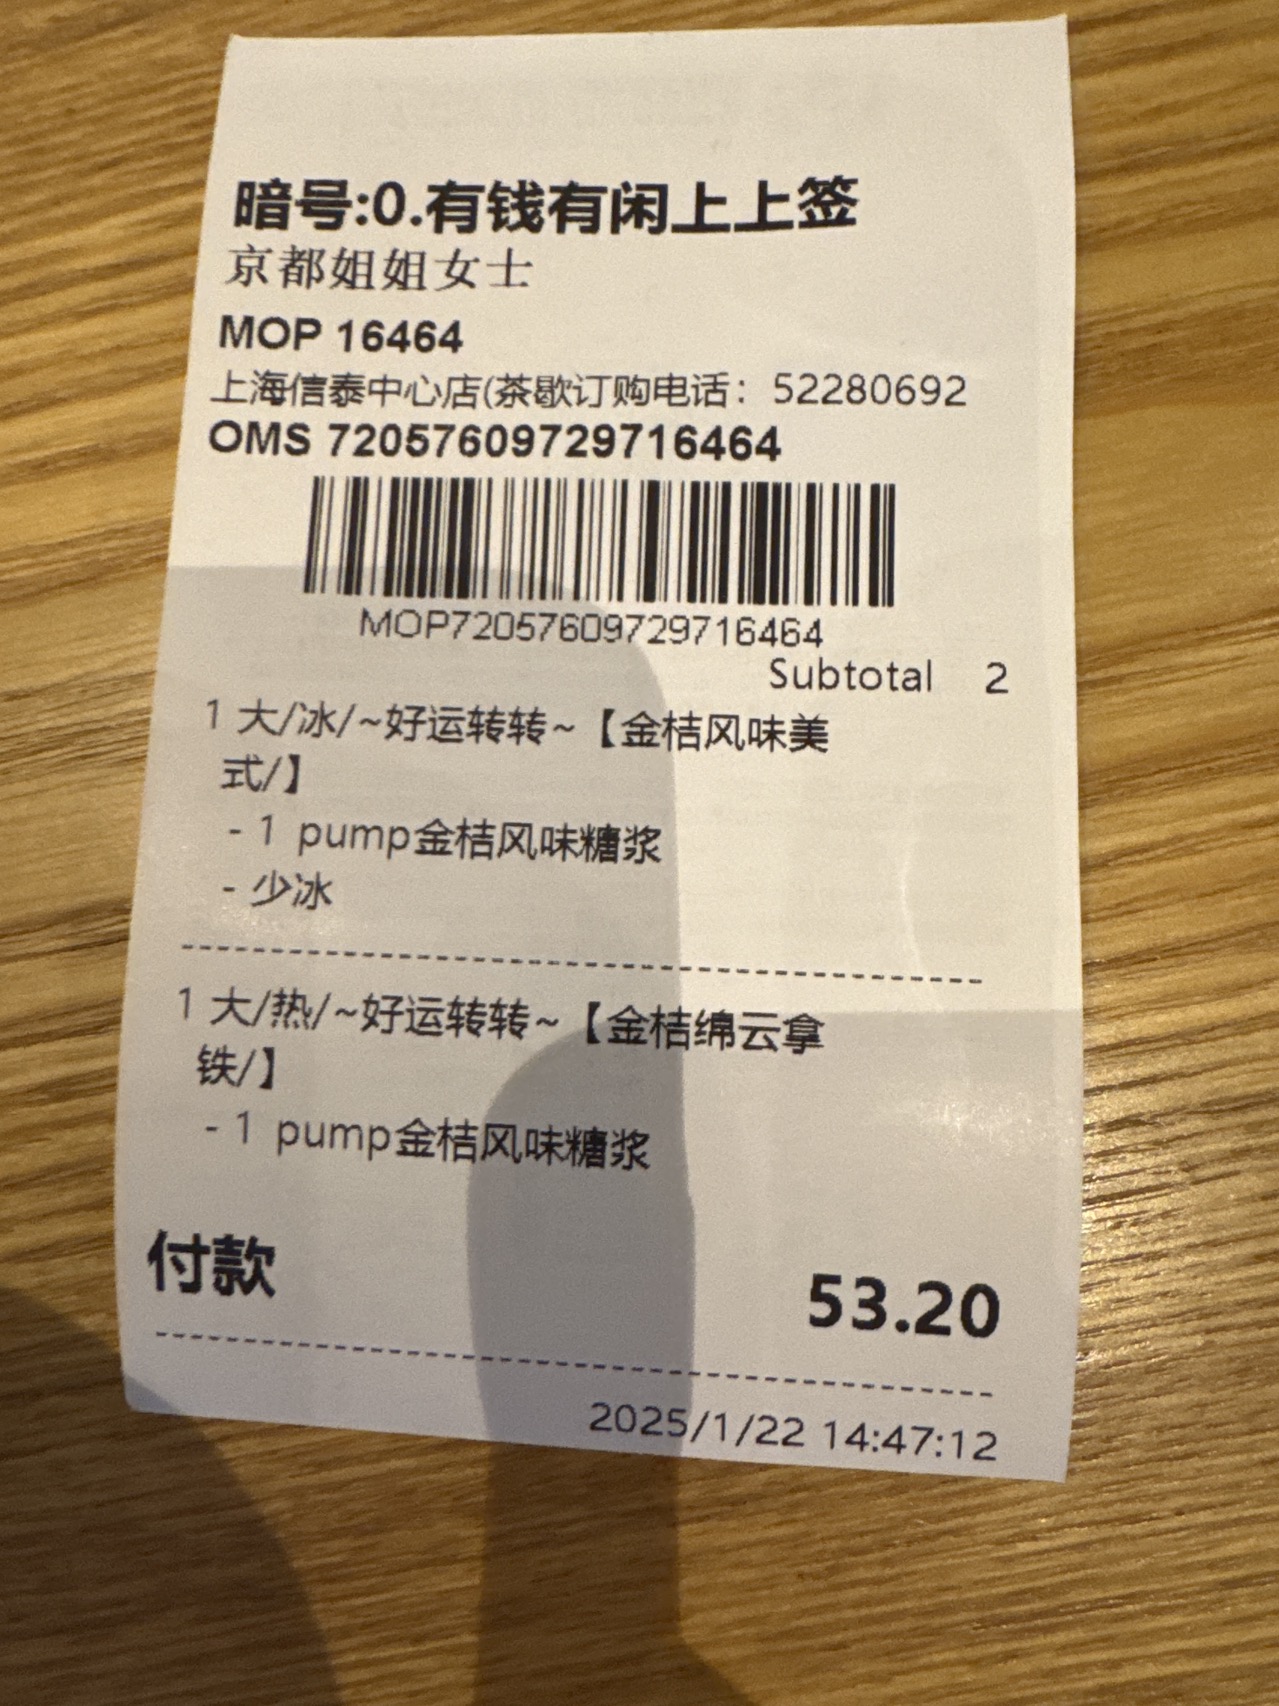 暗号:0.有钱有闲上上签
京都姐姐女士
MOP 16464
上海信泰中心店(茶歇订购电话：52280692
OMS 72057609729716464
MOP72057609729716464
Subtotal 2
1 大/冰/~好运转转~【金桔风味美
式/】
- 1 pump金桔风味糖浆
- 少冰
1 大/热/~好运转转~【金桔绵云拿
铁/】
- 1 pump金桔风味糖浆
付款 53.20
2025/1/22 14:47:12